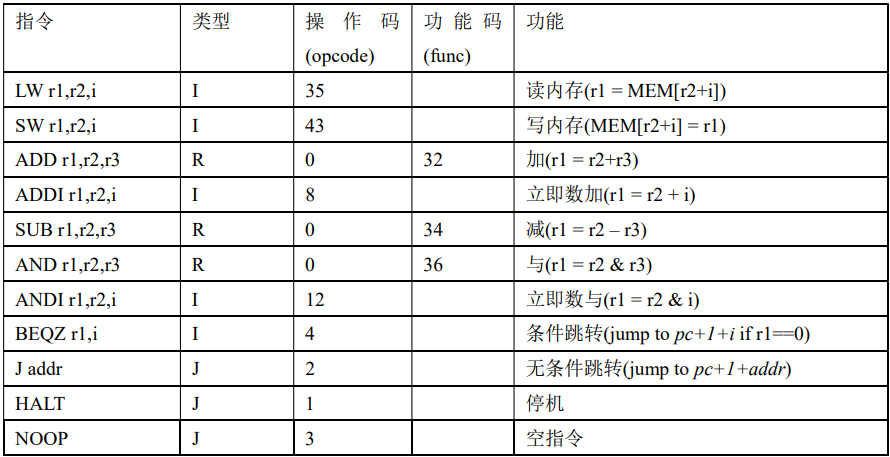 指令 类型 操作码 功能码 功能
(opcode) (func)
LW r1,r2,i I 35 读内存(r1 = MEM[r2+i])
SW r1,r2,i I 43 写内存(MEM[r2+i] = r1)
ADD r1,r2,r3 R 0 32 加(r1 = r2+r3)
ADDI r1,r2,i I 8 立即数加(r1 = r2 + i)
SUB r1,r2,r3 R 0 34 减(r1 = r2 – r3)
AND r1,r2,r3 R 0 36 与(r1 = r2 & r3)
ANDI r1,r2,i I 12 立即数与(r1 = r2 & i)
BEQZ r1,i I 4 条件跳转(jump to pc+1+i if r1==0)
J addr J 2 无条件跳转(jump to pc+1+addr)
HALT J 1 停机
NOOP J 3 空指令